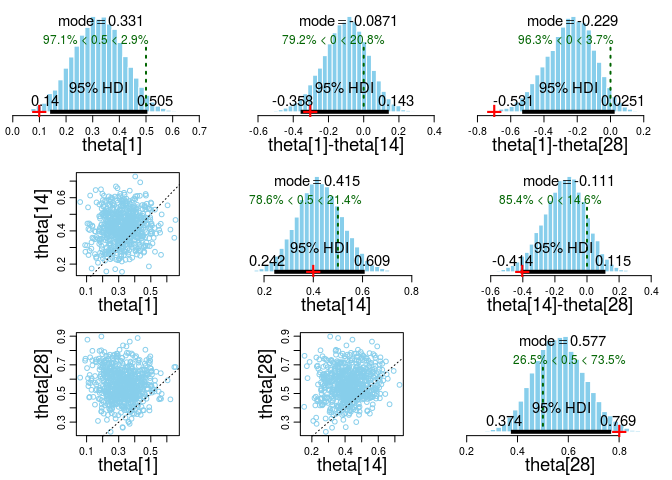 mode = 0.331
97.1% < 0.5 < 2.9%
95% HDI
0.14 0.505
0.0 0.1 0.2 0.3 0.4 0.5 0.6 0.7
theta[1]
mode = -0.0871
79.2% < 0 < 20.8%
95% HDI
-0.358 0.143
-0.6 -0.4 -0.2 0.0 0.2 0.4
theta[1]-theta[14]
mode = -0.229
96.3% < 0 < 3.7%
95% HDI
-0.531 0.0251
-0.8 -0.6 -0.4 -0.2 0.0 0.2
theta[1]-theta[28]
theta[14]
0.2 0.4 0.6
0.1 0.3 0.5
theta[1]
mode = 0.415
78.6% < 0.5 < 21.4%
95% HDI
0.242 0.609
0.2 0.4 0.6 0.8
theta[14]
mode = -0.111
85.4% < 0 < 14.6%
95% HDI
-0.414 0.115
-0.6 -0.4 -0.2 0.0 0.2 0.4
theta[14]-theta[28]
theta[28]
0.3 0.5 0.7 0.9
0.1 0.3 0.5
theta[1]
theta[28]
0.3 0.5 0.7 0.9
0.2 0.4 0.6
theta[14]
mode = 0.577
26.5% < 0.5 < 73.5%
95% HDI
0.374 0.769
0.2 0.4 0.6 0.8
theta[28]